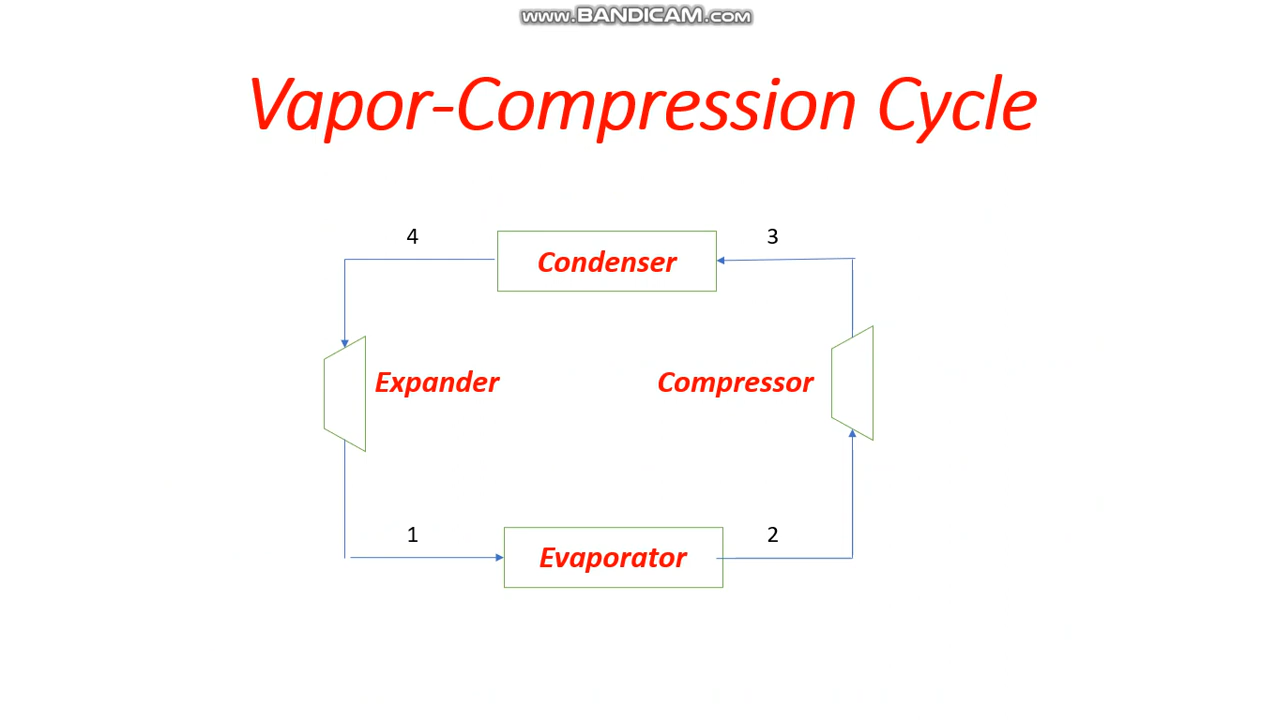 www.BANDICAM.com
Vapor-Compression Cycle
4
3
Condenser
Expander
Compressor
1
2
Evaporator